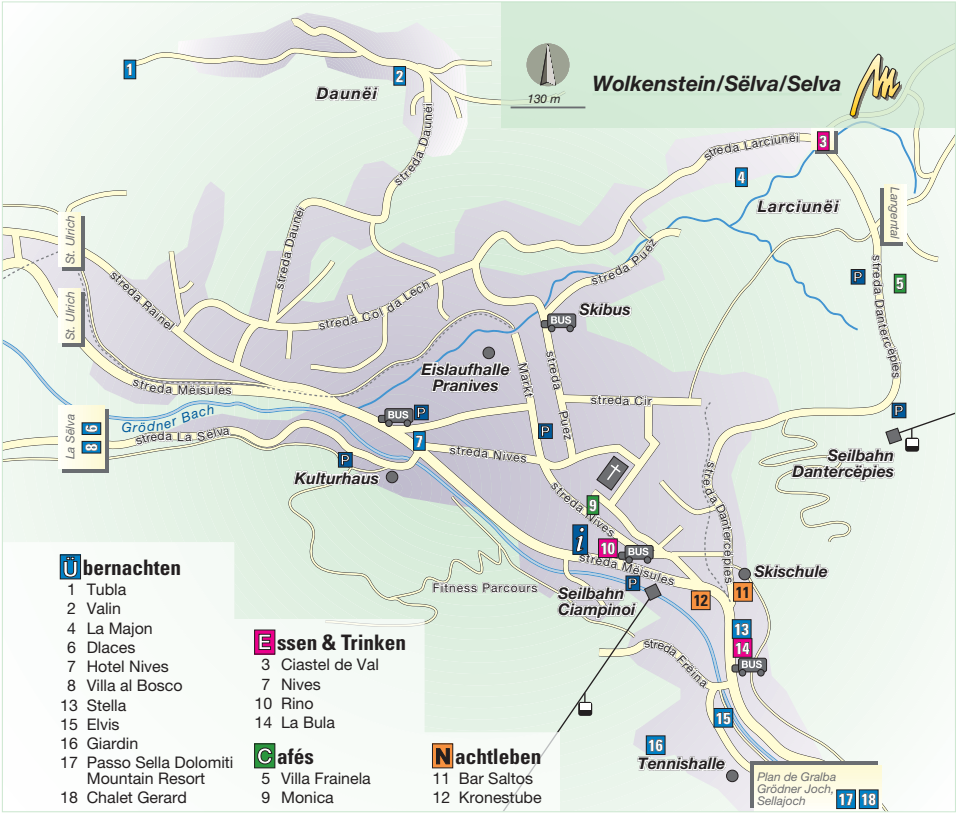 Wolkenstein/Sëlva/Selva
130 m
1
2
Daunëi
streda Daunëi
streda Larciunëi
3
4
Larciunëi
Langental
St. Ulrich
St. Ulrich
streda Daunëi
streda Puez
P
5
streda Dantercëpies
streda Rainel
streda Col da Lech
BUS
Skibus
Eislaufhalle
Pranives
Markt
streda Puez
streda Cir
streda Mëisules
Grödner Bach
BUS
P
P
P
La Sëlva
8 6
streda La Sëlva
7
streda Nives
P
Kulturhaus
Seilbahn
Dantercëpies
streda Dantercëpies
9
streda Nives
i
10
BUS
streda Mëisules
Fitness Parcours
P
Seilbahn
Ciampinoi
Skischule
12
11
13
14
BUS
streda Freina
15
16
Tennishalle
Plan de Gralba
Grödner Joch,
Sellajoch
17 18
Übernachten
1 Tubla
2 Valin
4 La Majon
6 Dlaces
7 Hotel Nives
8 Villa al Bosco
13 Stella
15 Elvis
16 Giardin
17 Passo Sella Dolomiti
Mountain Resort
18 Chalet Gerard
Essen & Trinken
3 Ciastel de Val
7 Nives
10 Rino
14 La Bula
Cafés
5 Villa Frainela
9 Monica
Nachtleben
11 Bar Saltos
12 Kronestube